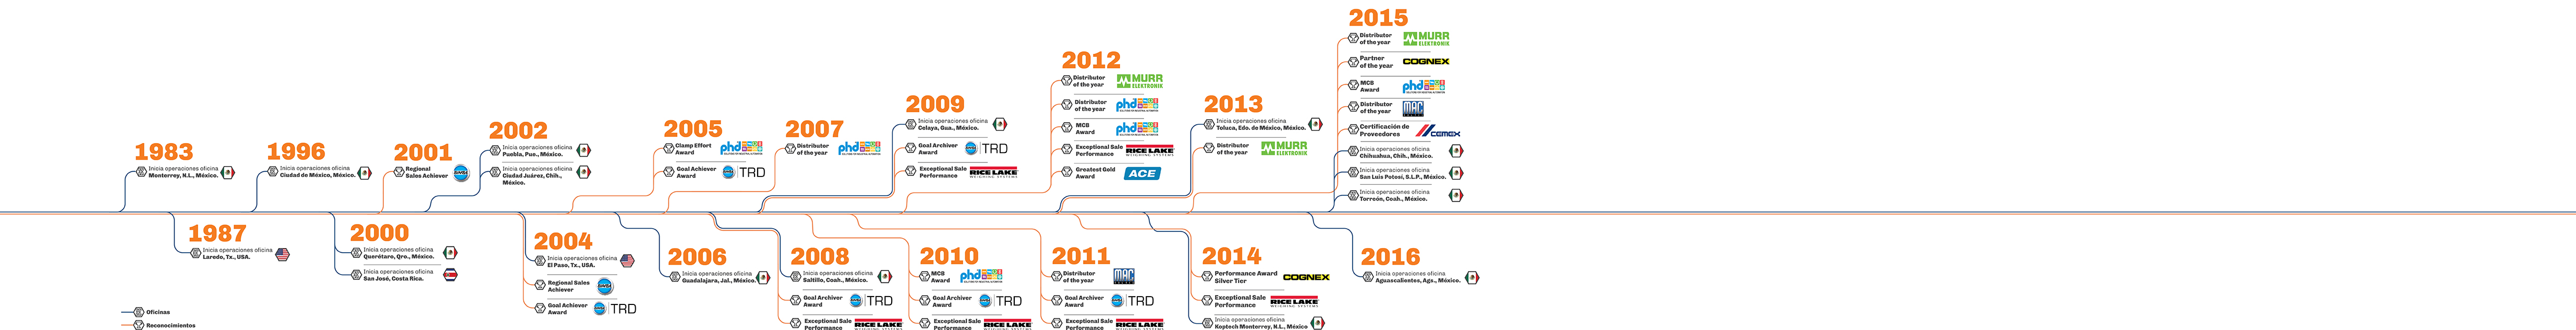 1983
Inicia operaciones oficina
Monterrey, N.L., México.
1987
Inicia operaciones oficina
Laredo, Tx., USA.
1996
Inicia operaciones oficina
Ciudad de México, México.
2000
Inicia operaciones oficina
Querétaro, Qro., México.
Inicia operaciones oficina
San José, Costa Rica.
2001
Regional
Sales Achiever
2002
Inicia operaciones oficina
Puebla, Pue., México.
Inicia operaciones oficina
Ciudad Juárez, Chih.,
México.
2004
Inicia operaciones oficina
El Paso, Tx., USA.
Regional Sales
Achiever
Goal Achiever
Award
TRD
2005
Clamp Effort
Award
phd
Goal Achiever
Award
TRD
2006
Inicia operaciones oficina
Guadalajara, Jal., México.
2007
Distributor
of the year
phd
2008
Inicia operaciones oficina
Saltillo, Coah., México.
Goal Archiver
Award
TRD
Exceptional Sale
Performance
RICE LAKE
WEIGHING SYSTEMS
2009
Inicia operaciones oficina
Celaya, Gua., México.
Goal Archiver
Award
TRD
Exceptional Sale
Performance
RICE LAKE
WEIGHING SYSTEMS
2010
MCB
Award
phd
Goal Archiver
Award
TRD
Exceptional Sale
Performance
RICE LAKE
WEIGHING SYSTEMS
2011
Distributor
of the year
MAC
Goal Archiver
Award
TRD
Exceptional Sale
Performance
RICE LAKE
WEIGHING SYSTEMS
2012
Distributor
of the year
MURR
ELEKTRONIK
Distributor
of the year
phd
MCB
Award
phd
Exceptional Sale
Performance
RICE LAKE
WEIGHING SYSTEMS
Greatest Gold
Award
ACE
2013
Inicia operaciones oficina
Toluca, Edo. de México, México.
Distributor
of the year
MURR
ELEKTRONIK
2014
Performance Award
Silver Tier
COGNEX
Exceptional Sale
Performance
RICE LAKE
WEIGHING SYSTEMS
Inicia operaciones oficina
Koptech Monterrey, N.L., México
2015
Distributor
of the year
MURR
ELEKTRONIK
Partner
of the year
COGNEX
MCB
Award
phd
Distributor
of the year
MAC
Certificación de
Proveedores
CEMEX
Inicia operaciones oficina
Chihuahua, Chih., México.
Inicia operaciones oficina
San Luis Potosí, S.L.P., México.
Inicia operaciones oficina
Torreón, Coah., México.
2016
Inicia operaciones oficina
Aguascalientes, Ags., México.
Oficinas
Reconocimientos